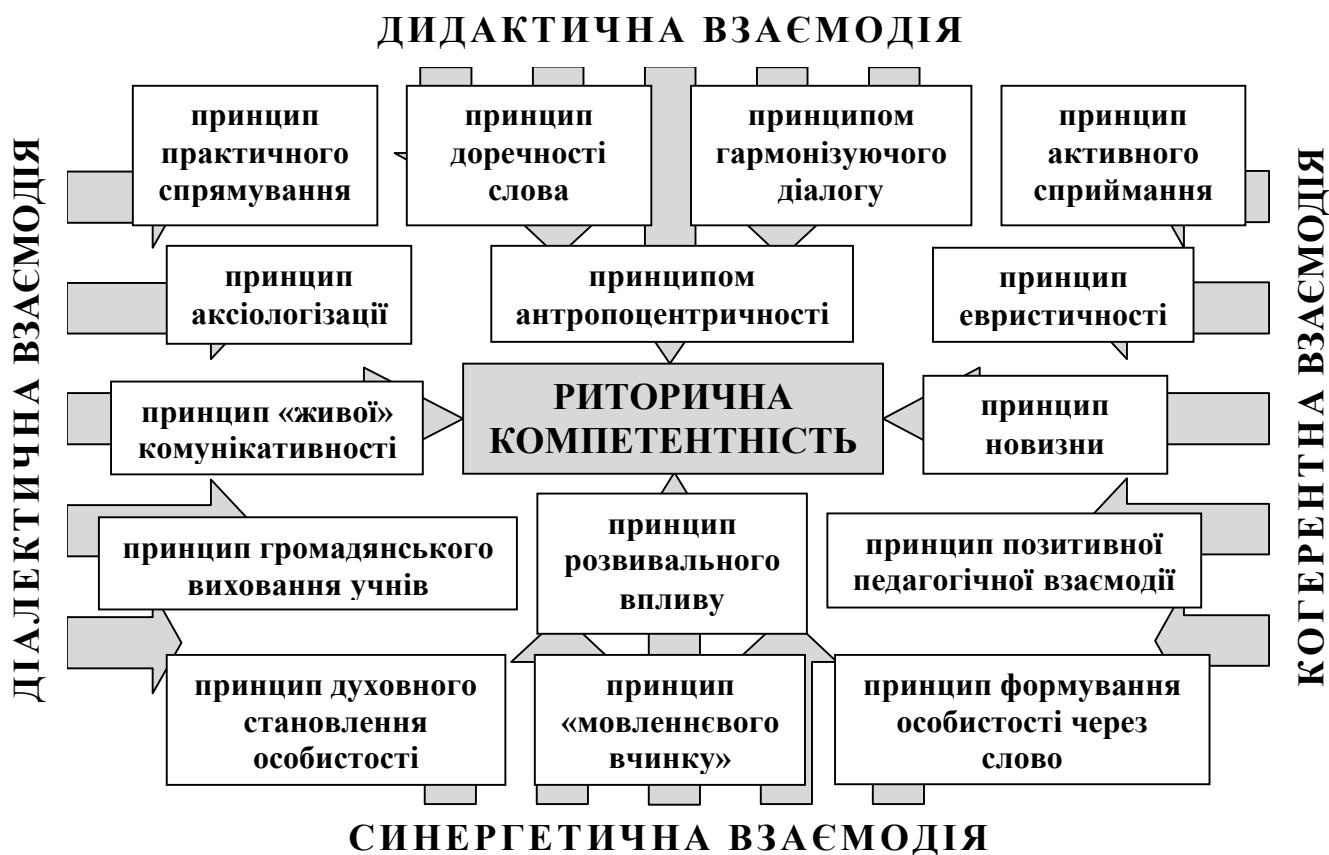 ДИДАКТИЧНА ВЗАЄМОДІЯ
ДІАЛЕКТИЧНА ВЗАЄМОДІЯ
принцип
практичного
спрямування
принцип
доречності
слова
принципом
гармонізуючого
діалогу
принцип
активного
сприймання
принцип
аксіологізації
принципом
антропоцентричності
принцип
евристичності
принцип «живої»
комунікативності
РИТОРИЧНА
КОМПЕТЕНТНІСТЬ
принцип
новизни
принцип громадянського
виховання учнів
принцип
розвивального
впливу
принцип позитивної
педагогічної взаємодії
принцип духовного
становлення
особистості
принцип
«мовленнєвого
вчинку»
принцип формування
особистості через
слово
КОГЕРЕНТНА ВЗАЄМОДІЯ
СИНЕРГЕТИЧНА ВЗАЄМОДІЯ